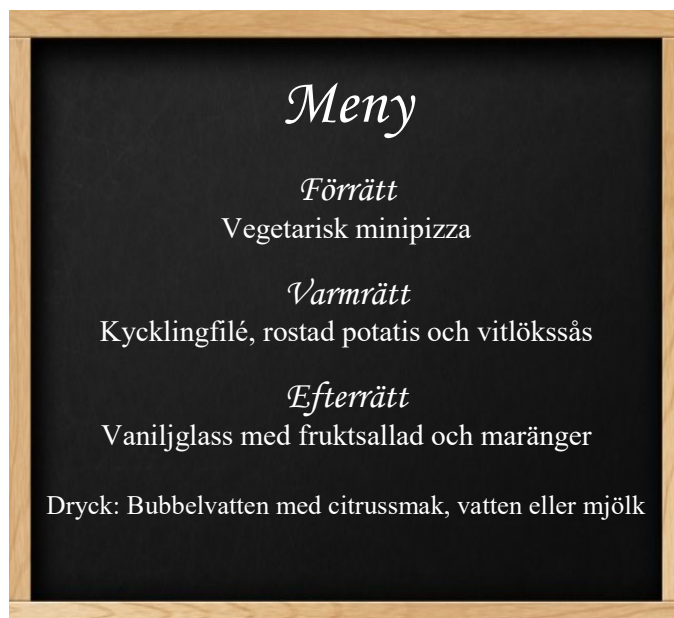 Meny
Förrätt
Vegetarisk minipizza
Varmrätt
Kycklingfilé, rostad potatis och vitlökssås
Efterrätt
Vaniljglass med fruktsallad och maränger
Dryck: Bubbelvatten med citrussmak, vatten eller mjölk